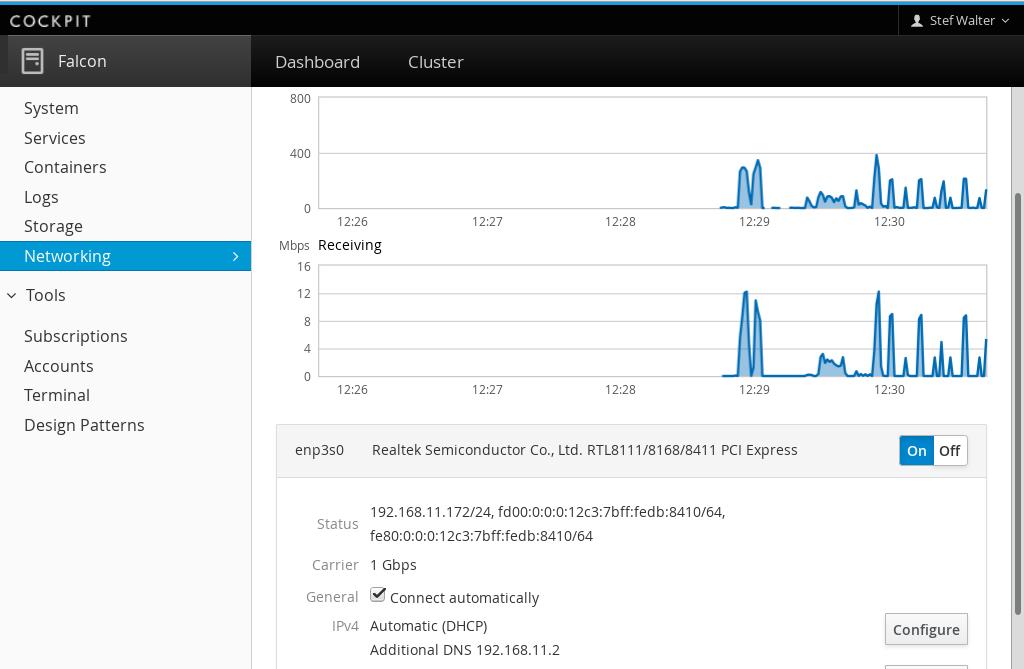 COCKPIT
Stef Walter
Falcon
Dashboard
Cluster
System
Services
Containers
Logs
Storage
Networking
Tools
Subscriptions
Accounts
Terminal
Design Patterns
800
400
0
12:26 12:27 12:28 12:29 12:30
Mbps Receiving
16
12
8
4
0
12:26 12:27 12:28 12:29 12:30
enp3s0 Realtek Semiconductor Co., Ltd. RTL8111/8168/8411 PCI Express On Off
Status 192.168.11.172/24, fd00:0:0:0:12c3:7bff:fedb:8410/64,
fe80:0:0:0:12c3:7bff:fedb:8410/64
Carrier 1 Gbps
General Connect automatically
IPv4 Automatic (DHCP) Configure
Additional DNS 192.168.11.2